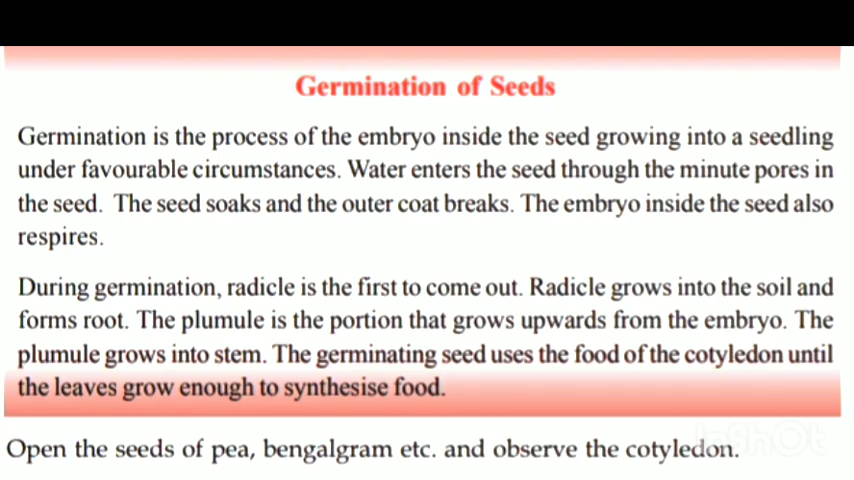 Germination of Seeds
Germination is the process of the embryo inside the seed growing into a seedling
under favourable circumstances. Water enters the seed through the minute pores in
the seed. The seed soaks and the outer coat breaks. The embryo inside the seed also
respires.
During germination, radicle is the first to come out. Radicle grows into the soil and
forms root. The plumule is the portion that grows upwards from the embryo. The
plumule grows into stem. The germinating seed uses the food of the cotyledon until
the leaves grow enough to synthesise food.
Open the seeds of pea, bengalgram etc. and observe the cotyledon.
InShOt